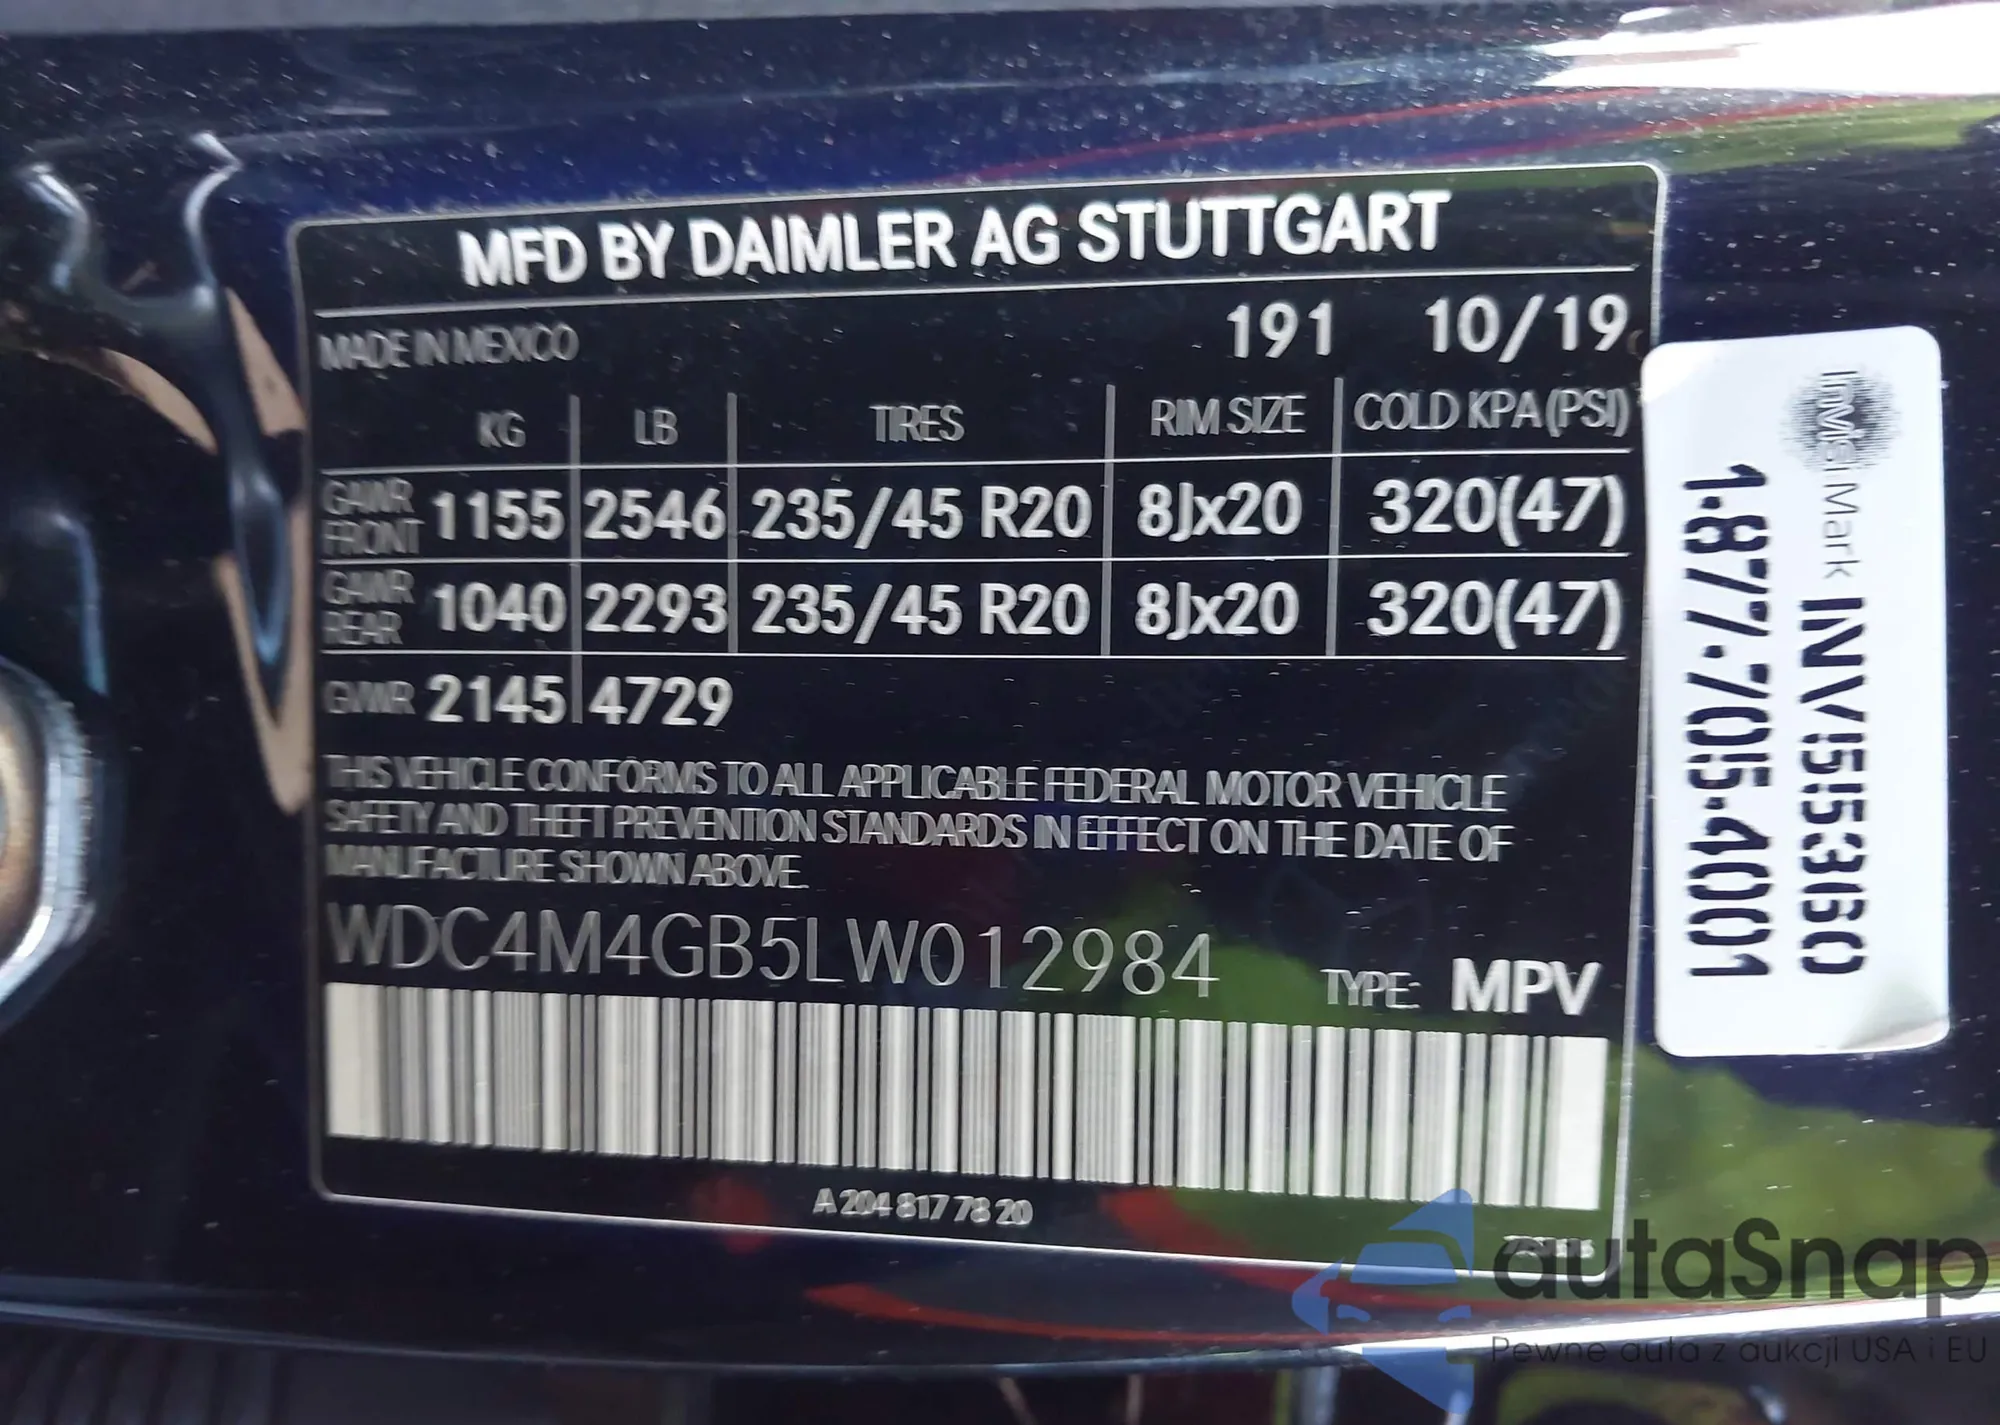 MFD BY DAIMLER AG STUTTGART
MADE IN MEXICO 191 10/19
KG LB TIRES RIM SIZE COLD KPA (PSI)
GAWR FRONT 1155 2546 235/45 R20 8Jx20 320(47)
GAWR REAR 1040 2293 235/45 R20 8Jx20 320(47)
GVWR 2145 4729
THIS VEHICLE CONFORMS TO ALL APPLICABLE FEDERAL MOTOR VEHICLE
SAFETY AND THEFT PREVENTION STANDARDS IN EFFECT ON THE DATE OF
MANUFACTURE SHOWN ABOVE.
WDC4M4GB5LW012984 TYPE: MPV
A 204 817 78 20
InVisiMark INV!5!5360
1.877.705.4001
autaSnap
Pewne auta z aukcji USA i EU